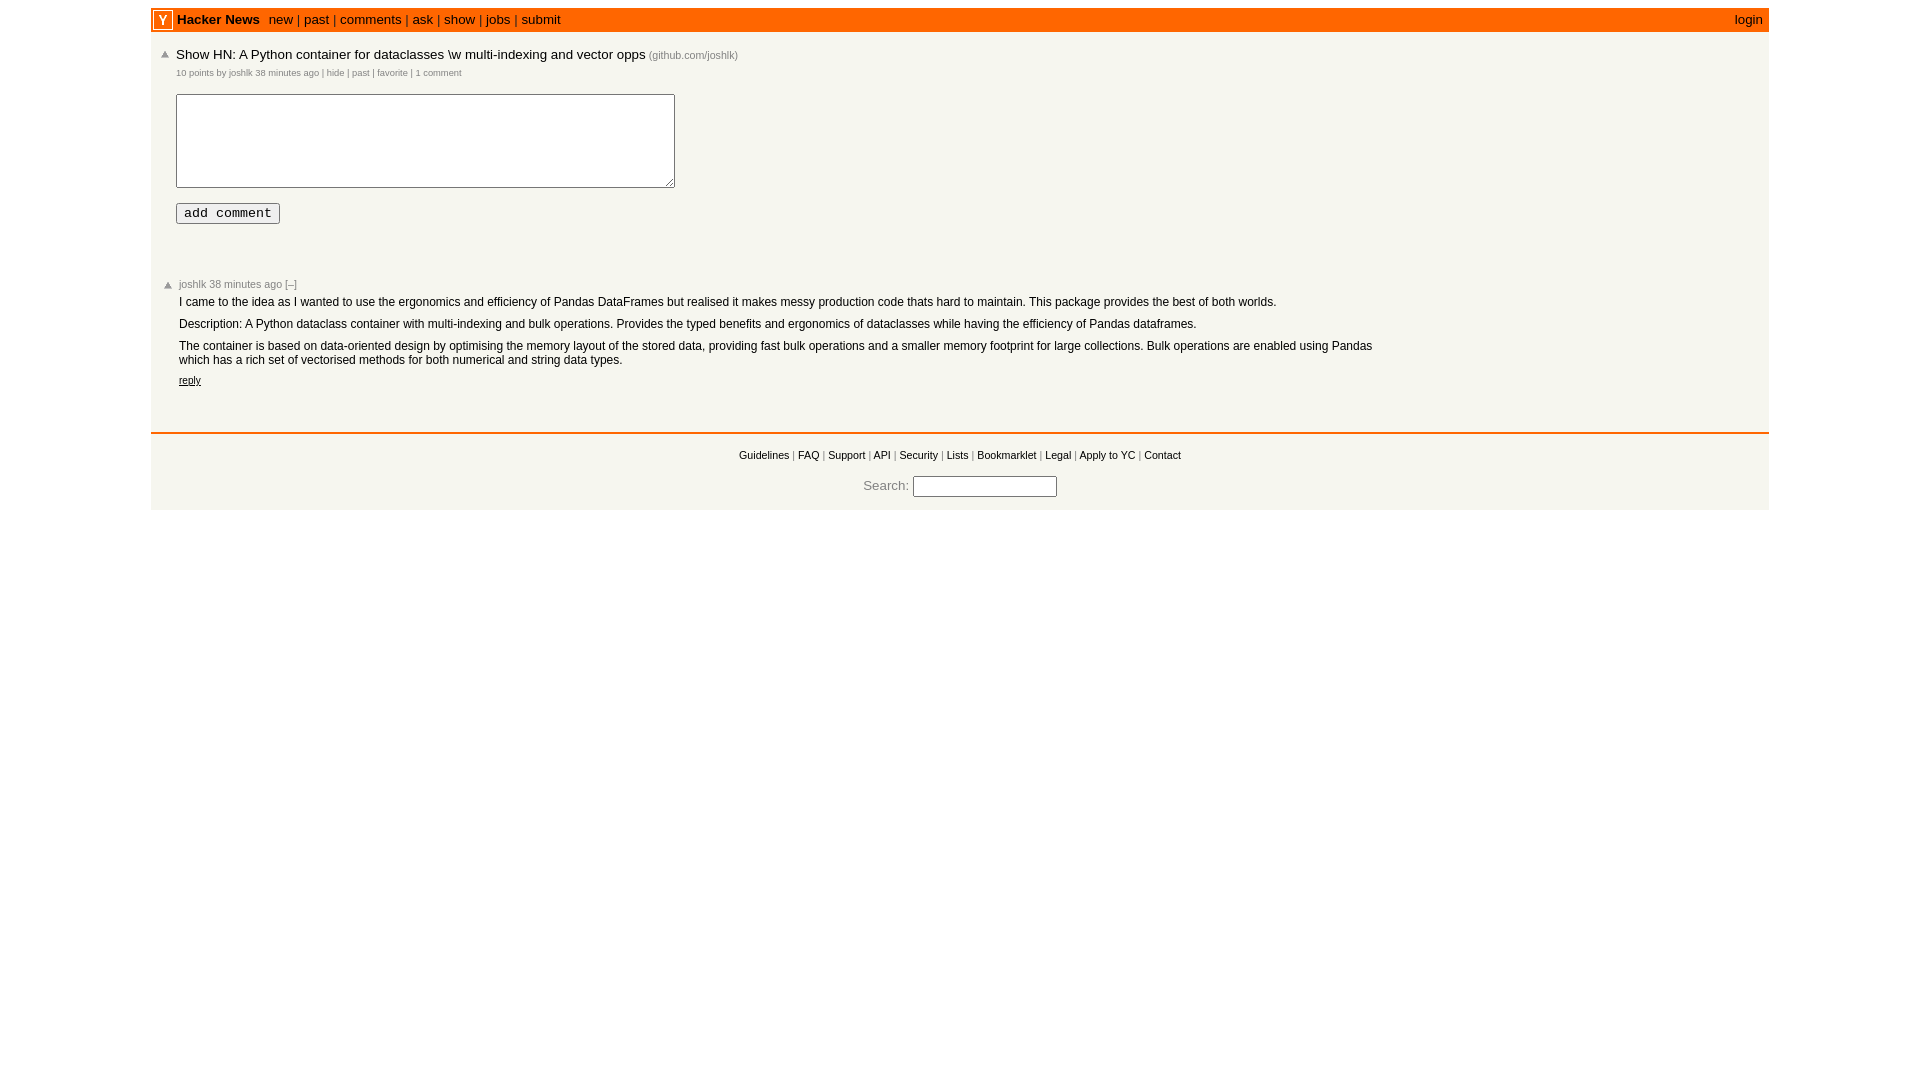 Y Hacker News new | past | comments | ask | show | jobs | submit login
Show HN: A Python container for dataclasses \w multi-indexing and vector opps (github.com/joshlk)
10 points by joshlk 38 minutes ago | hide | past | favorite | 1 comment
add comment
joshlk 38 minutes ago [–]
I came to the idea as I wanted to use the ergonomics and efficiency of Pandas DataFrames but realised it makes messy production code thats hard to maintain. This package provides the best of both worlds.
Description: A Python dataclass container with multi-indexing and bulk operations. Provides the typed benefits and ergonomics of dataclasses while having the efficiency of Pandas dataframes.
The container is based on data-oriented design by optimising the memory layout of the stored data, providing fast bulk operations and a smaller memory footprint for large collections. Bulk operations are enabled using Pandas
which has a rich set of vectorised methods for both numerical and string data types.
reply
Guidelines | FAQ | Support | API | Security | Lists | Bookmarklet | Legal | Apply to YC | Contact
Search: